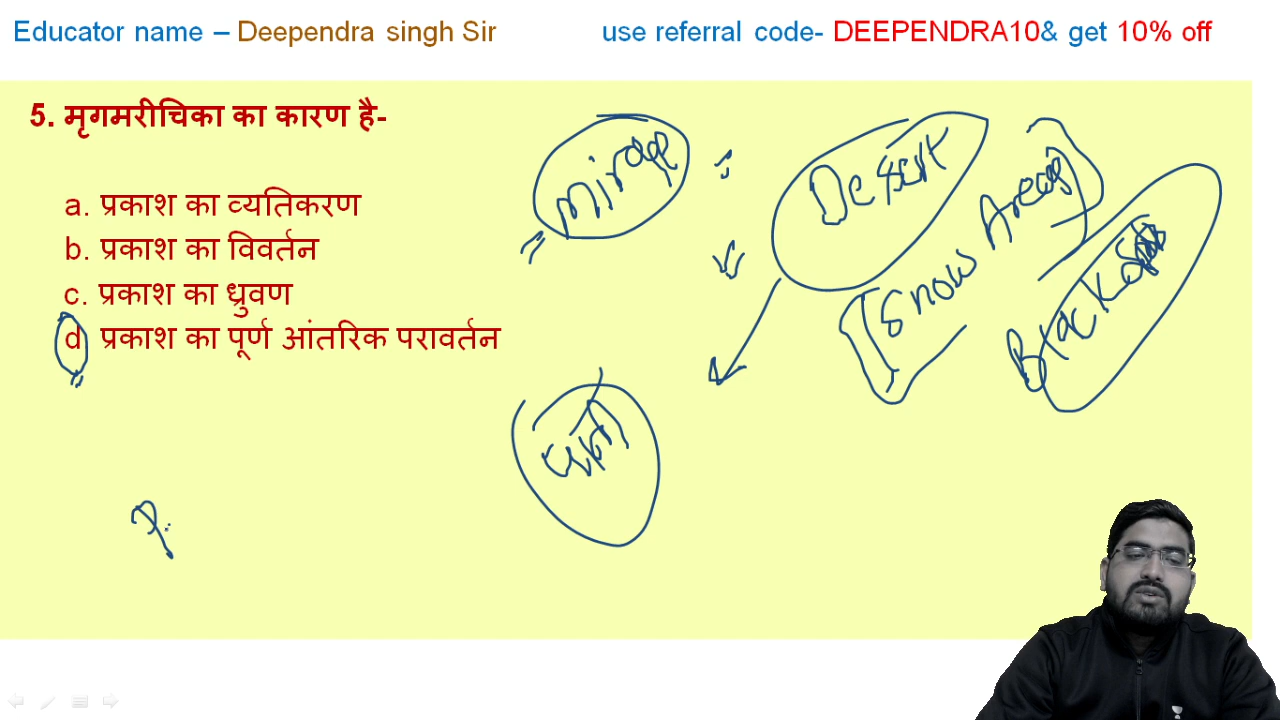 Educator name – Deependra singh Sir use referral code- DEEPENDRA10& get 10% off
5. मृगमरीचिका का कारण है-
a. प्रकाश का व्यतिकरण
b. प्रकाश का विवर्तन
c. प्रकाश का ध्रुवण
d. प्रकाश का पूर्ण आंतरिक परावर्तन
Mirage
Desert
Snow Areas
Black
पानी